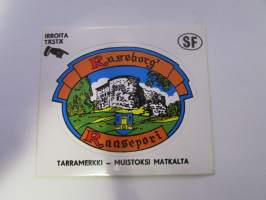 IRROITA
TÄSTÄ
SF
Raseborg
Raasepori
TARRAMERKKI – MUISTOKSI MATKALTA